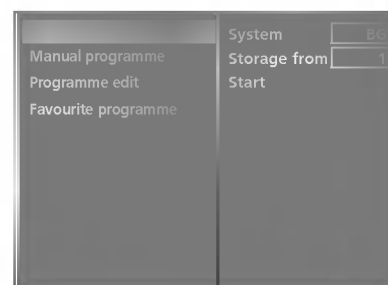 Manual programme
Programme edit
Favourite programme
System BG
Storage from 1
Start